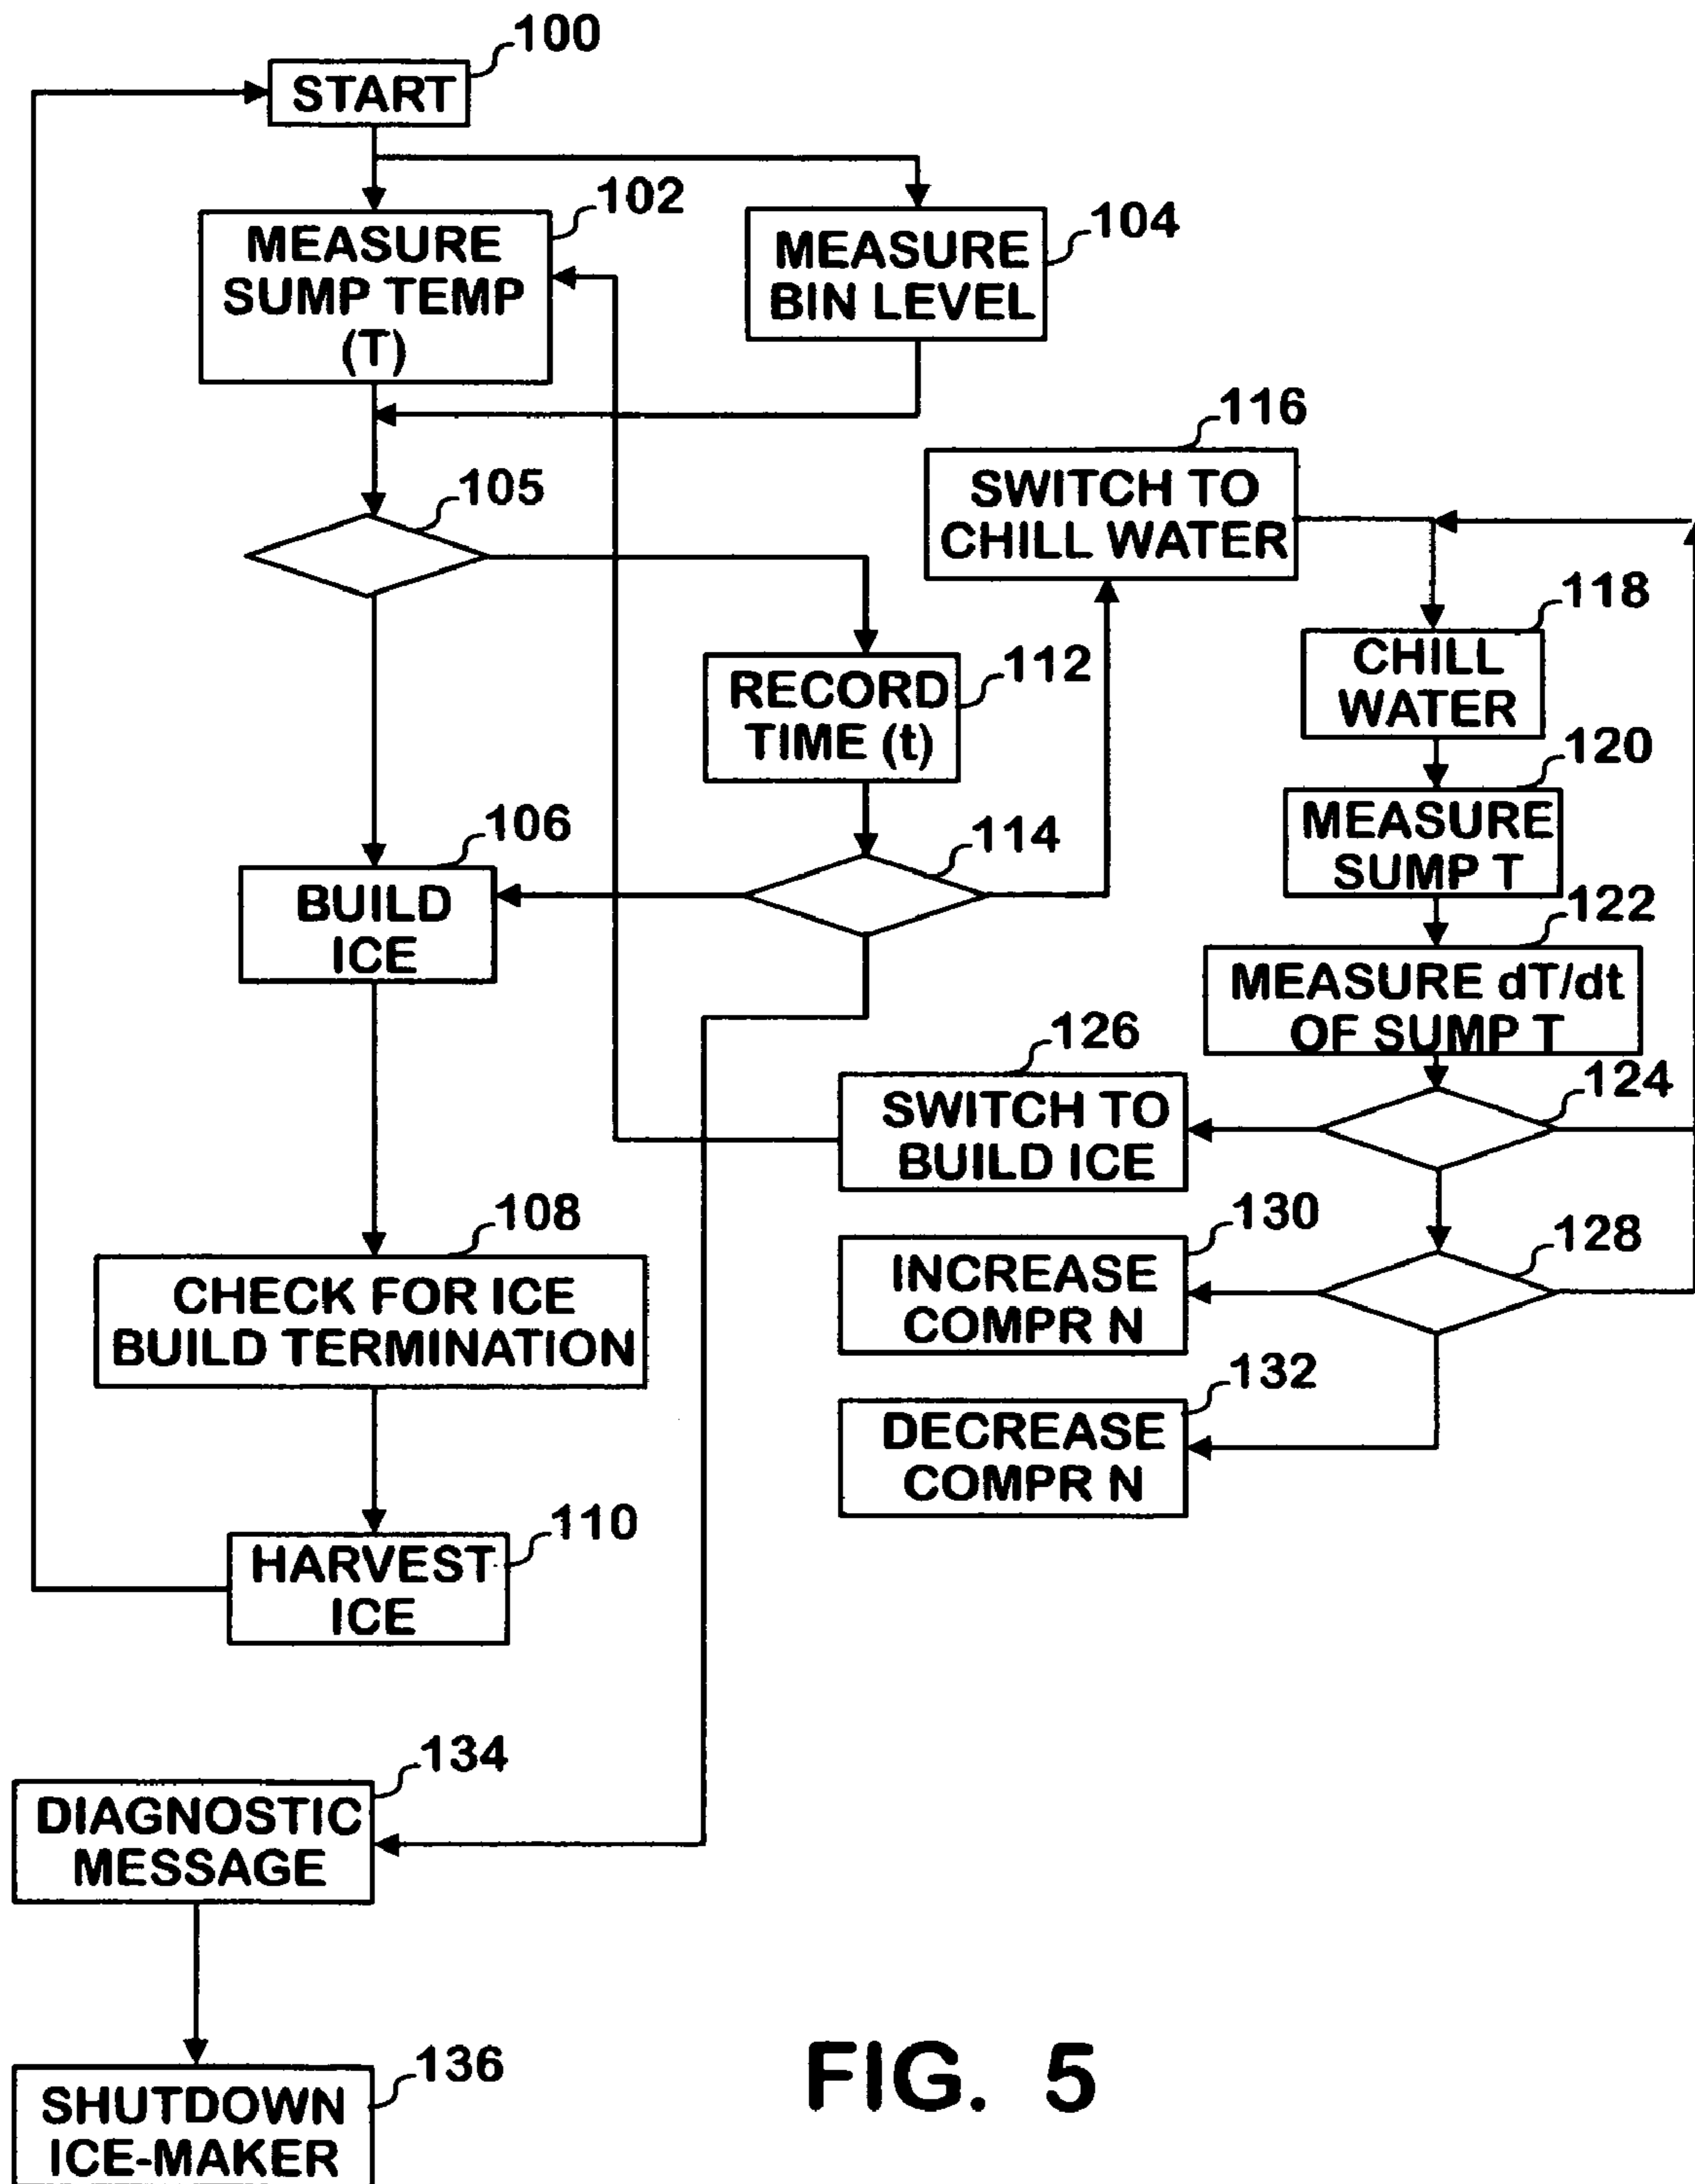 100
START
102
MEASURE
SUMP TEMP
(T)
104
MEASURE
BIN LEVEL
116
SWITCH TO
CHILL WATER
105
118
CHILL
WATER
112
RECORD
TIME (t)
120
MEASURE
SUMP T
106
BUILD
ICE
114
122
MEASURE dT/dt
OF SUMP T
126
SWITCH TO
BUILD ICE
124
108
CHECK FOR ICE
BUILD TERMINATION
130
INCREASE
COMPR N
128
132
DECREASE
COMPR N
110
HARVEST
ICE
134
DIAGNOSTIC
MESSAGE
136
SHUTDOWN
ICE-MAKER
FIG. 5